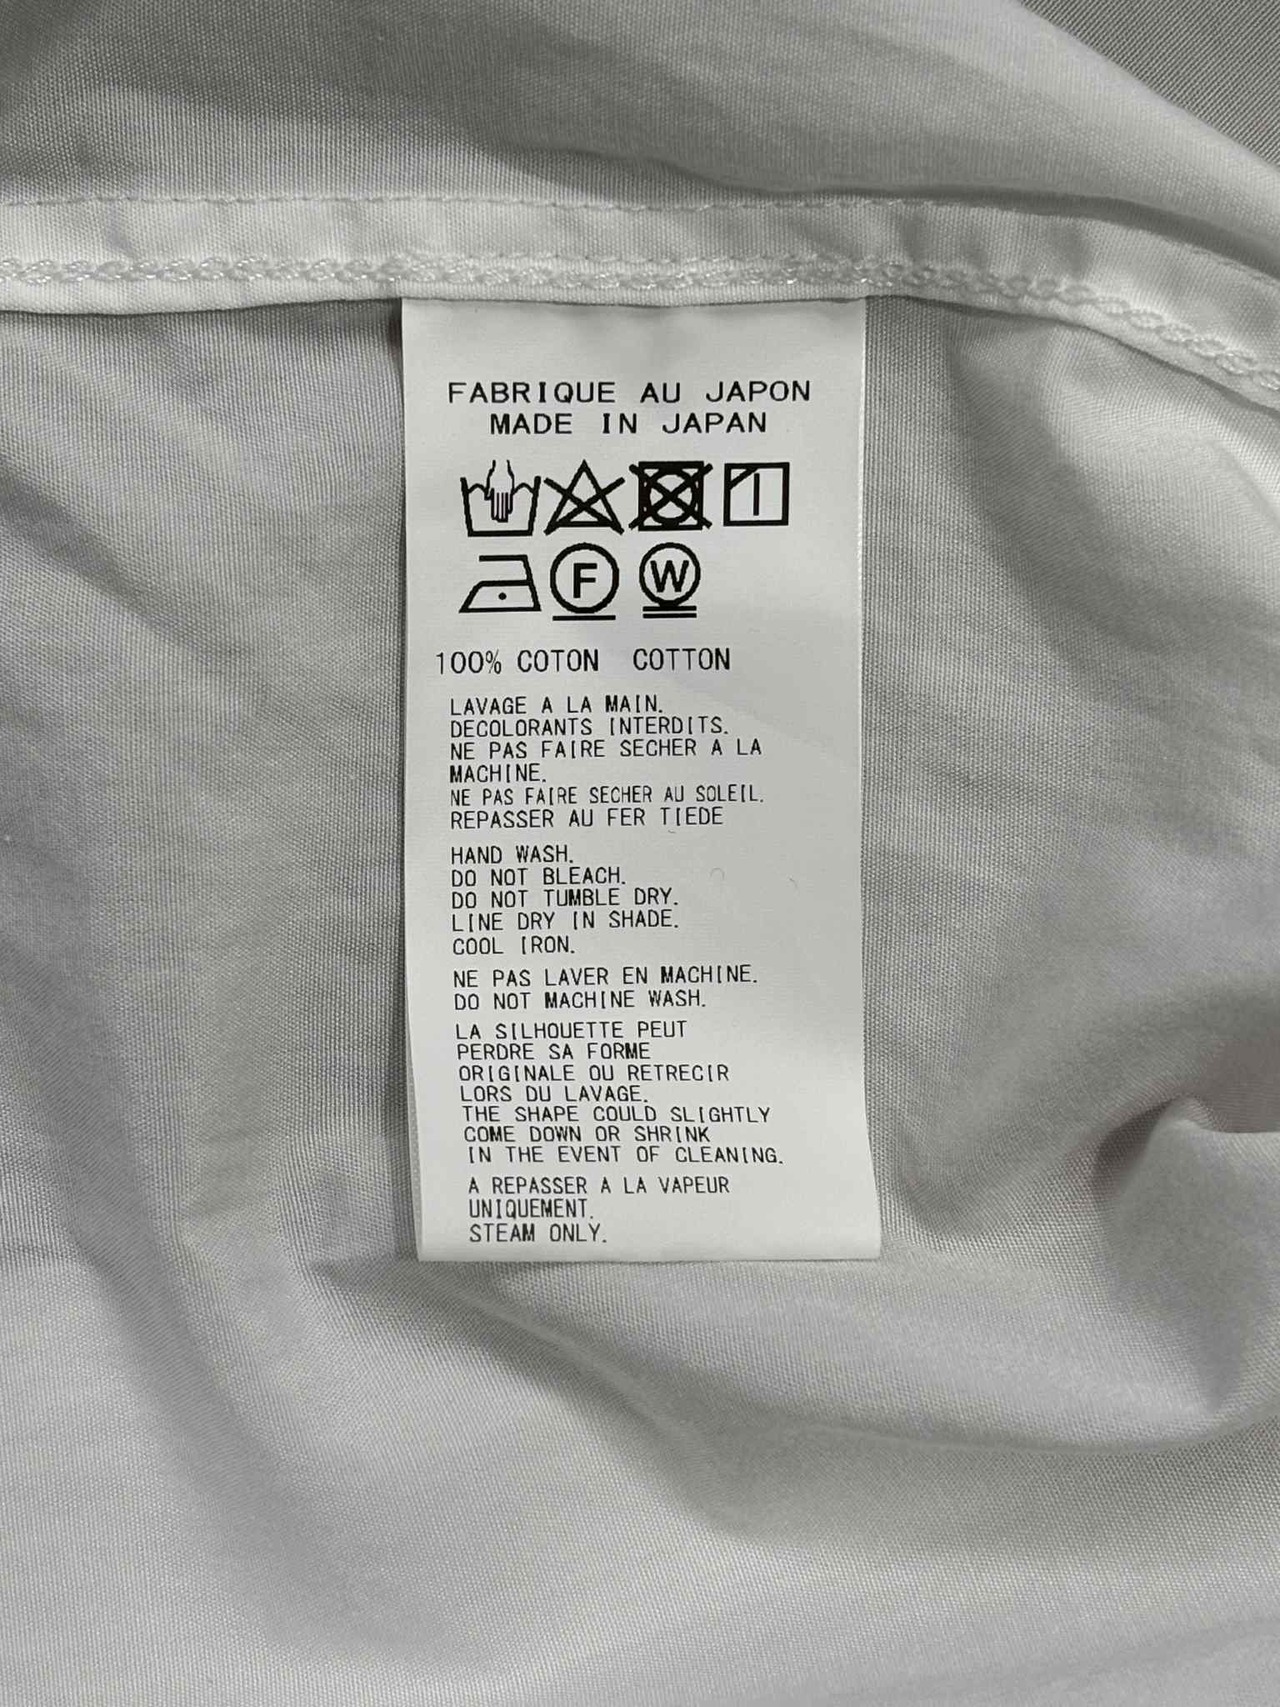 FABRIQUE AU JAPON
MADE IN JAPAN
F W
100% COTON COTTON
LAVAGE A LA MAIN.
DECOLORANTS INTERDITS.
NE PAS FAIRE SECHER A LA
MACHINE.
NE PAS FAIRE SECHER AU SOLEIL.
REPASSER AU FER TIEDE
HAND WASH.
DO NOT BLEACH.
DO NOT TUMBLE DRY.
LINE DRY IN SHADE.
COOL IRON.
NE PAS LAVER EN MACHINE.
DO NOT MACHINE WASH.
LA SILHOUETTE PEUT
PERDRE SA FORME
ORIGINALE OU RETRECIR
LORS DU LAVAGE.
THE SHAPE COULD SLIGHTLY
COME DOWN OR SHRINK
IN THE EVENT OF CLEANING.
A REPASSER A LA VAPEUR
UNIQUEMENT.
STEAM ONLY.